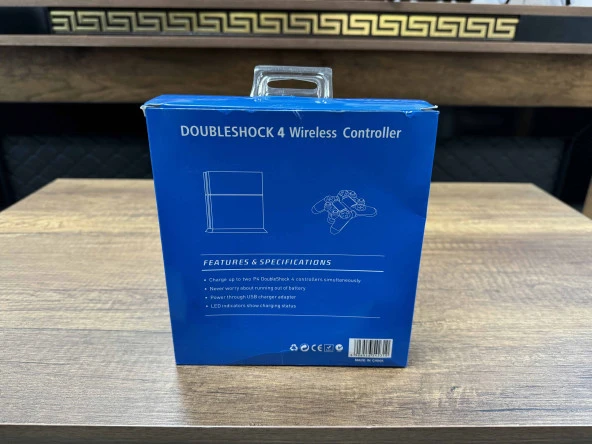 DOUBLESHOCK 4 Wireless Controller
FEATURES & SPECIFICATIONS
• Charge up to two P4 DoubleShock 4 controllers simultaneously
• Never worry about running out of battery
• Power through USB charger adapter
• LED indicators show charging status
CE
MADE IN CHINA